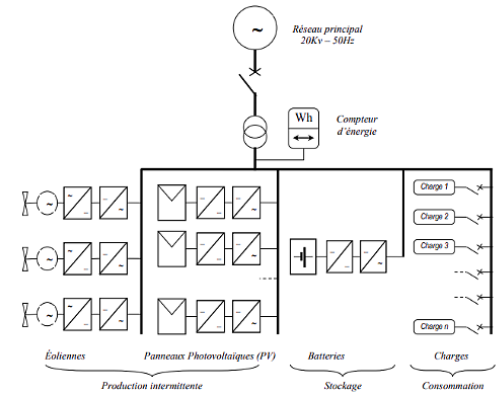 Réseau principal
20Kv – 50Hz
Wh
Compteur
d'énergie
Charge 1
Charge 2
Charge 3
Charge n
Éoliennes
Panneaux Photovoltaïques (PV)
Batteries
Charges
Production intermittente
Stockage
Consommation